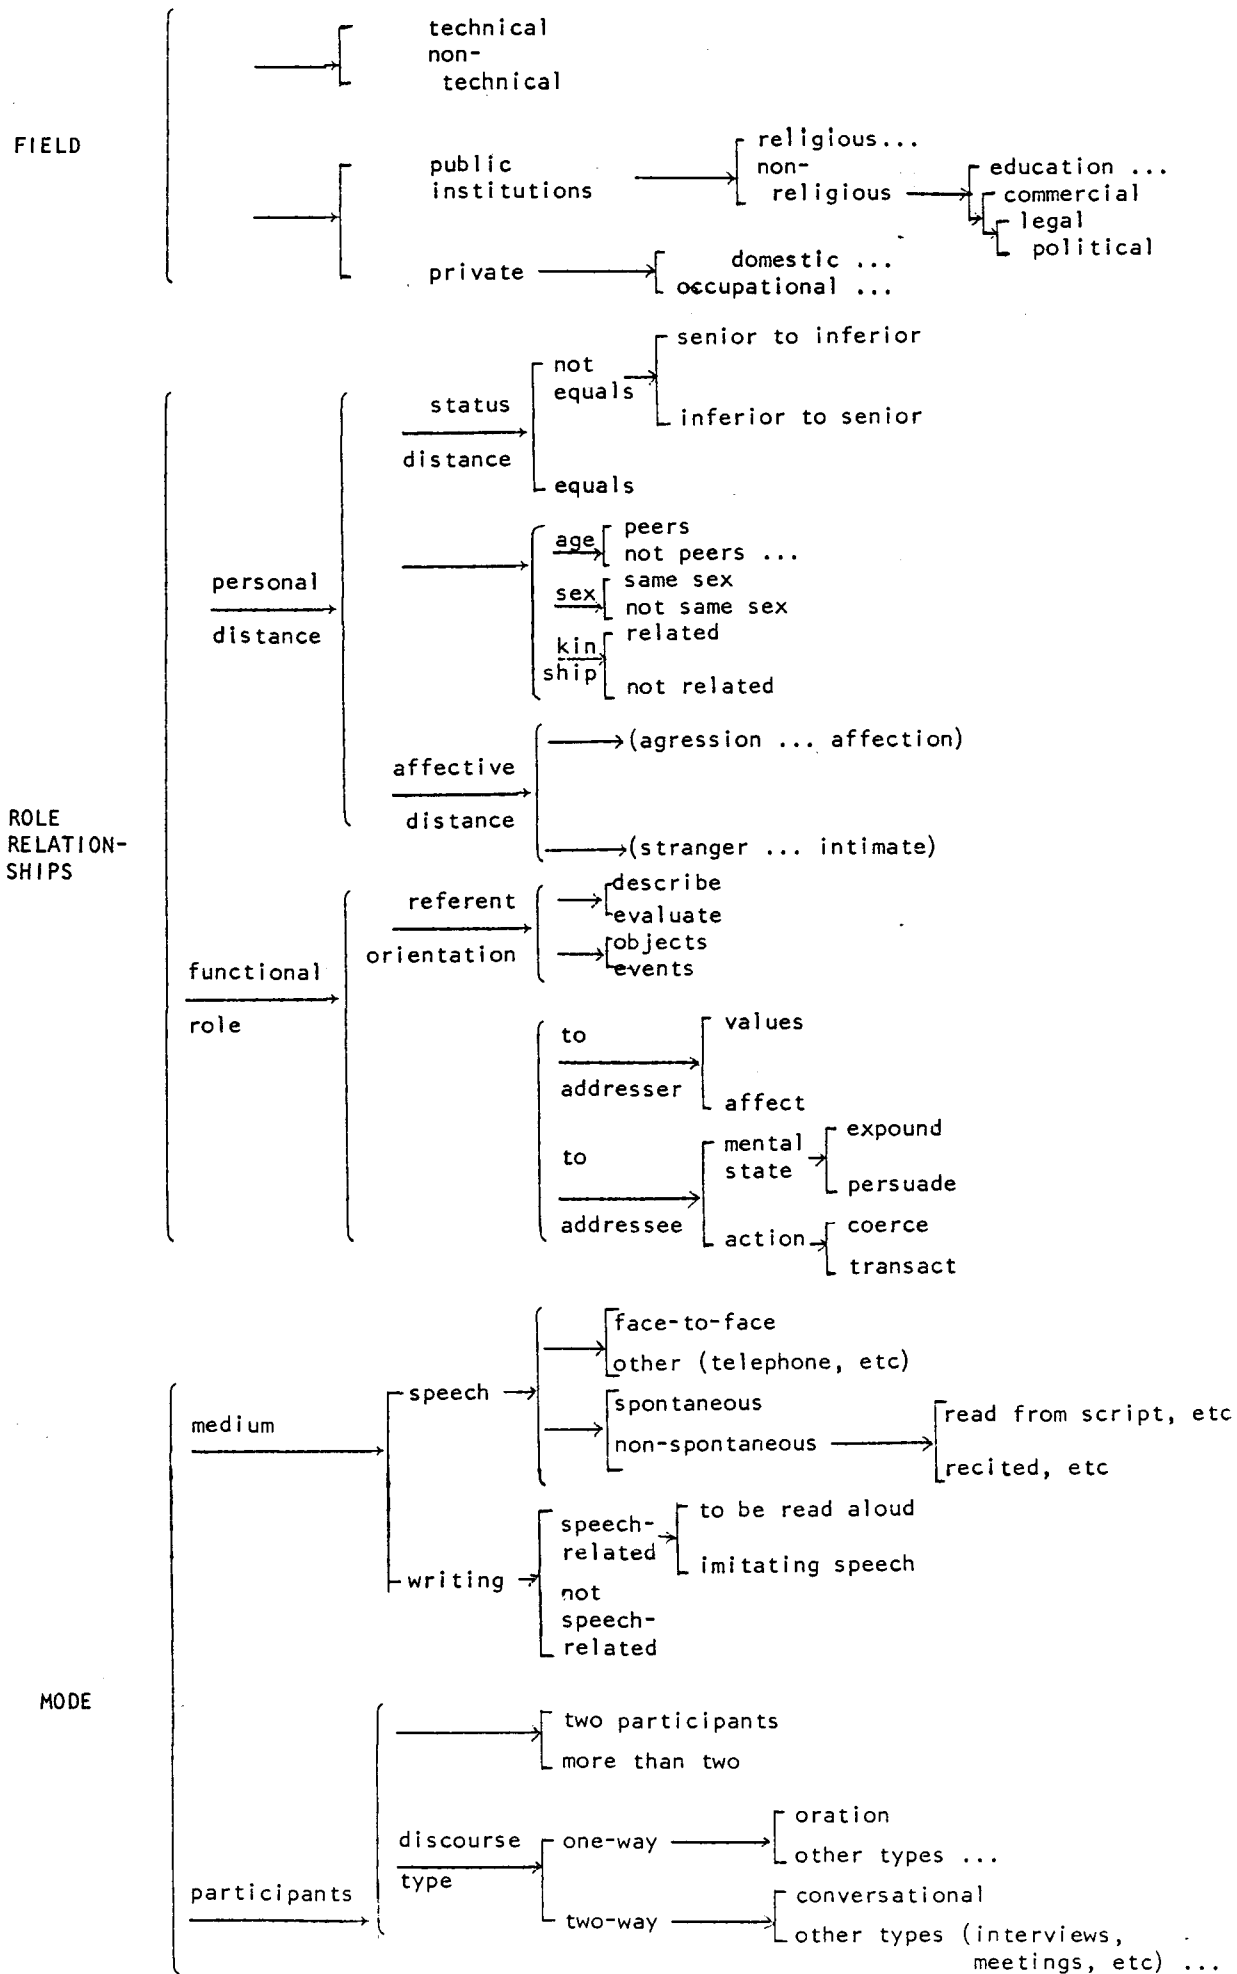 technical
non-
technical
FIELD
public
institutions
religious...
non-
religious
education ...
commercial
legal
political
private
domestic ...
occupational ...
senior to inferior
not
equals
status
distance
inferior to senior
equals
age
peers
not peers ...
sex
same sex
not same sex
kin
ship
related
not related
personal
distance
(agression ... affection)
affective
distance
(stranger ... intimate)
ROLE
RELATION-
SHIPS
referent
orientation
describe
evaluate
objects
events
functional
role
to
addresser
values
affect
to
addressee
mental
state
expound
persuade
action
coerce
transact
face-to-face
other (telephone, etc)
speech
medium
spontaneous
non-spontaneous
read from script, etc
recited, etc
speech-
related
to be read aloud
imitating speech
writing
not
speech-
related
MODE
two participants
more than two
discourse
type
one-way
oration
other types ...
participants
two-way
conversational
other types (interviews,
meetings, etc) ...